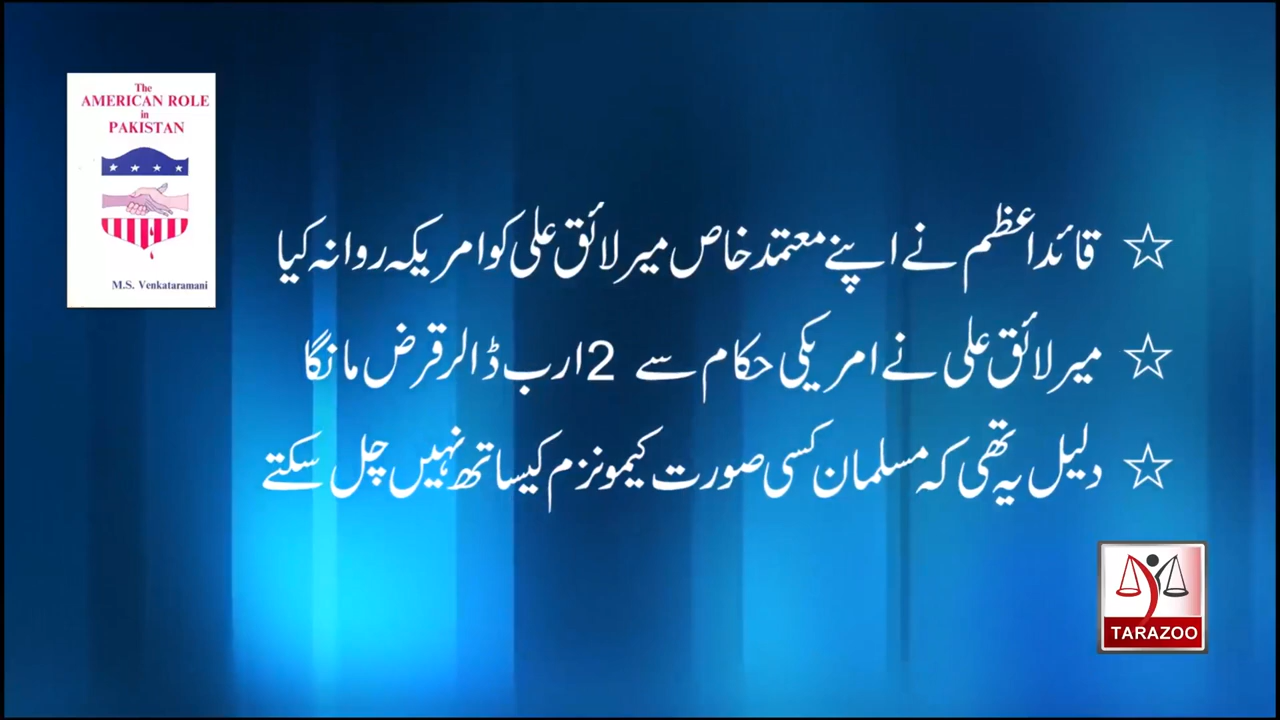 The
AMERICAN ROLE
in
PAKISTAN
M.S. Venkataramani
☆ قائداعظم نے اپنے معتمد خاص میر لائق علی کو امریکہ روانہ کیا
☆ میر لائق علی نے امریکی حکام سے 2 ارب ڈالر قرض مانگا
☆ دلیل یہ تھی کہ مسلمان کسی صورت کیمونزم کیساتھ نہیں چل سکتے
TARAZOO